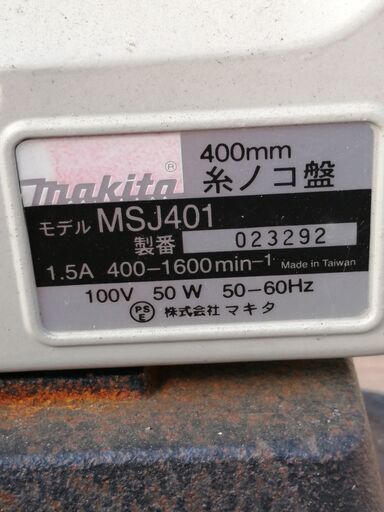 400mm
makita®
糸ノコ盤
モデル MSJ401
製番 023292
1.5A 400-1600min-1 Made in Taiwan
100V 50W 50-60Hz
PSE 株式会社 マキタ